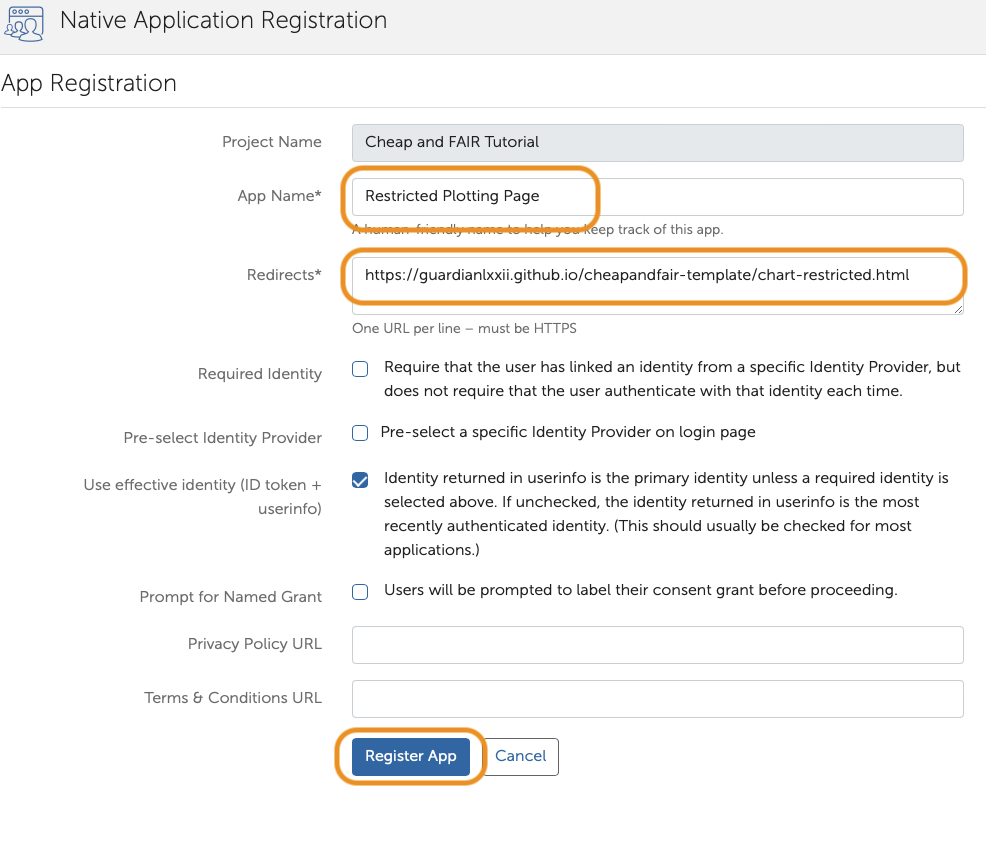 Native Application Registration
App Registration
Project Name
Cheap and FAIR Tutorial
App Name*
Restricted Plotting Page
A human-friendly name to help you keep track of this app.
Redirects*
https://guardianlxxii.github.io/cheapandfair-template/chart-restricted.html
One URL per line – must be HTTPS
Required Identity
Require that the user has linked an identity from a specific Identity Provider, but
does not require that the user authenticate with that identity each time.
Pre-select Identity Provider
Pre-select a specific Identity Provider on login page
Use effective identity (ID token +
userinfo)
Identity returned in userinfo is the primary identity unless a required identity is
selected above. If unchecked, the identity returned in userinfo is the most
recently authenticated identity. (This should usually be checked for most
applications.)
Prompt for Named Grant
Users will be prompted to label their consent grant before proceeding.
Privacy Policy URL
Terms & Conditions URL
Register App
Cancel